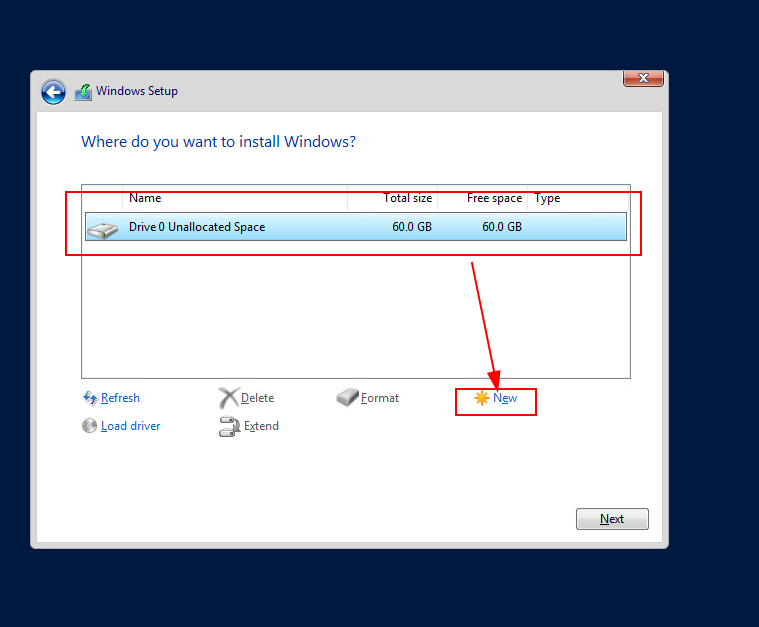 Windows Setup
Where do you want to install Windows?
Name Total size Free space Type
Drive 0 Unallocated Space 60.0 GB 60.0 GB
Refresh Delete Format New
Load driver Extend
Next